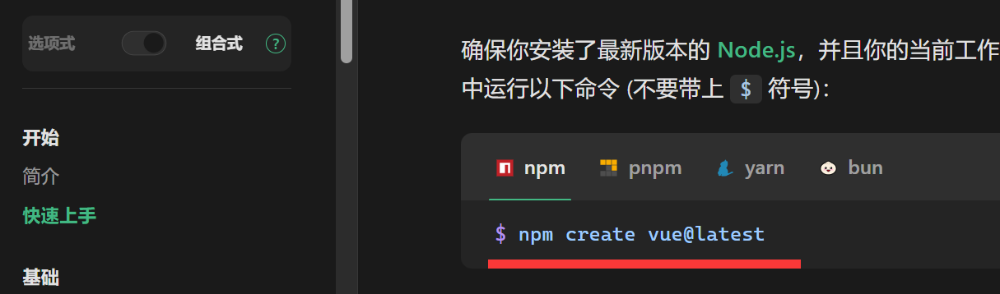 选项式 组合式 ?
开始
简介
快速上手
基础
确保你安装了最新版本的 Node.js，并且你的当前工作
中运行以下命令 (不要带上 $ 符号)：
npm pnpm yarn bun
$ npm create vue@latest